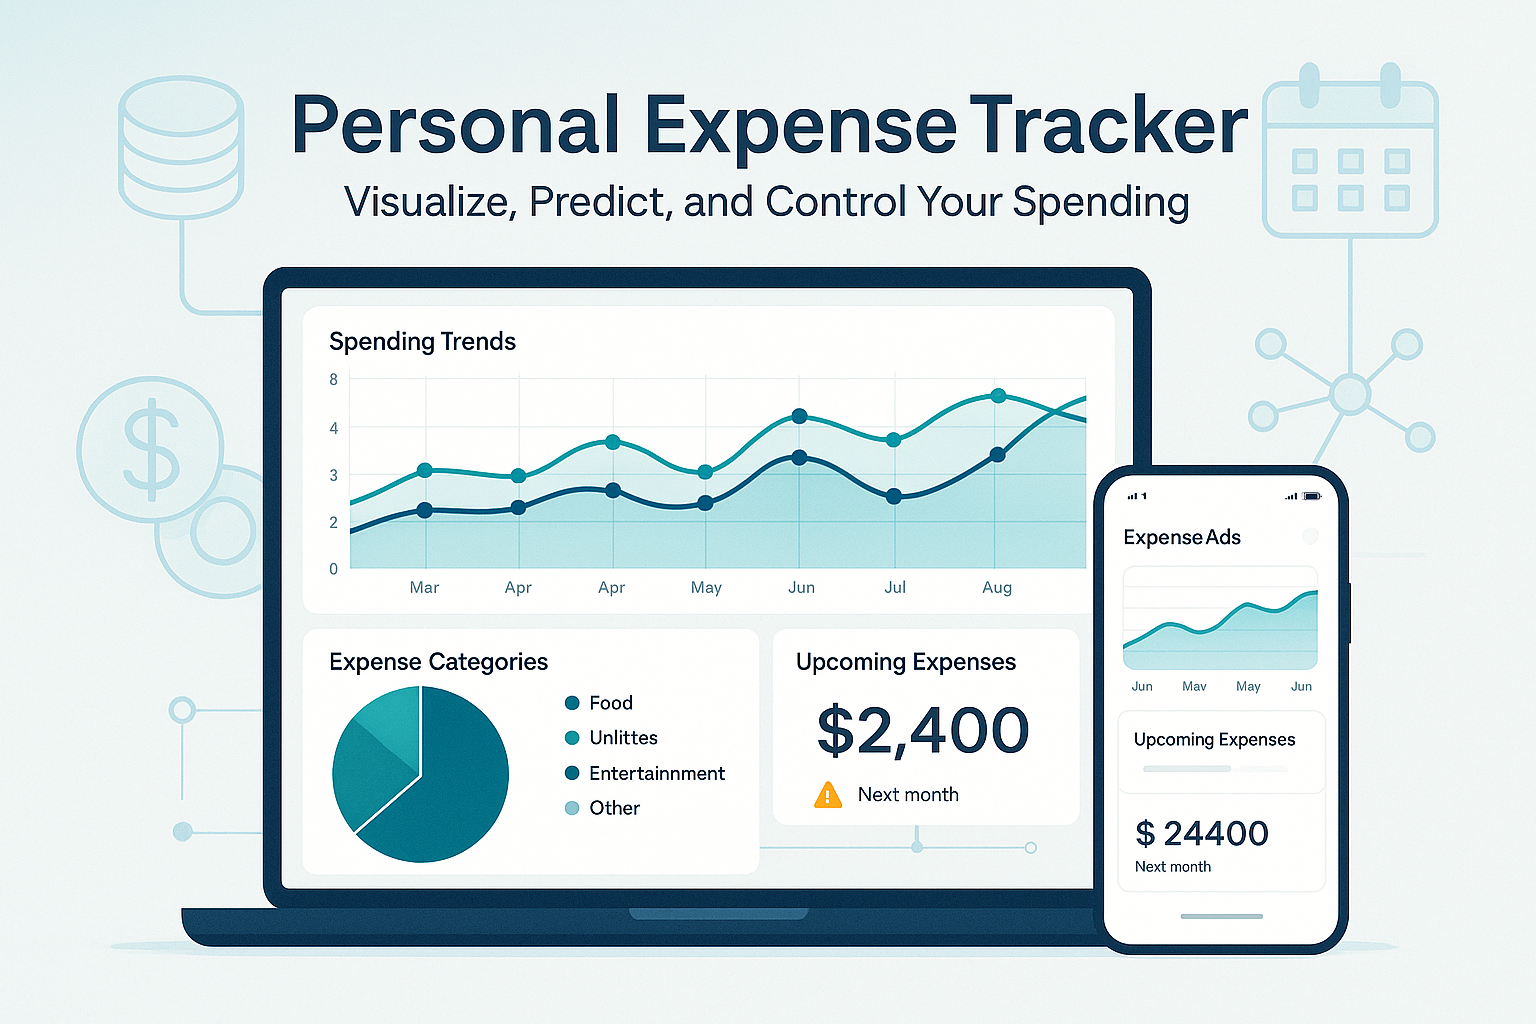 Personal Expense Tracker
Visualize, Predict, and Control Your Spending
Spending Trends
8
4
3
2
0
Mar Apr Apr May Jun Jul Aug
Expense Categories
Food
Unlittes
Entertainnment
Other
Upcoming Expenses
$2,400
Next month
ExpenseAds
Jun Mav May Jun
Upcoming Expenses
$ 24400
Next month